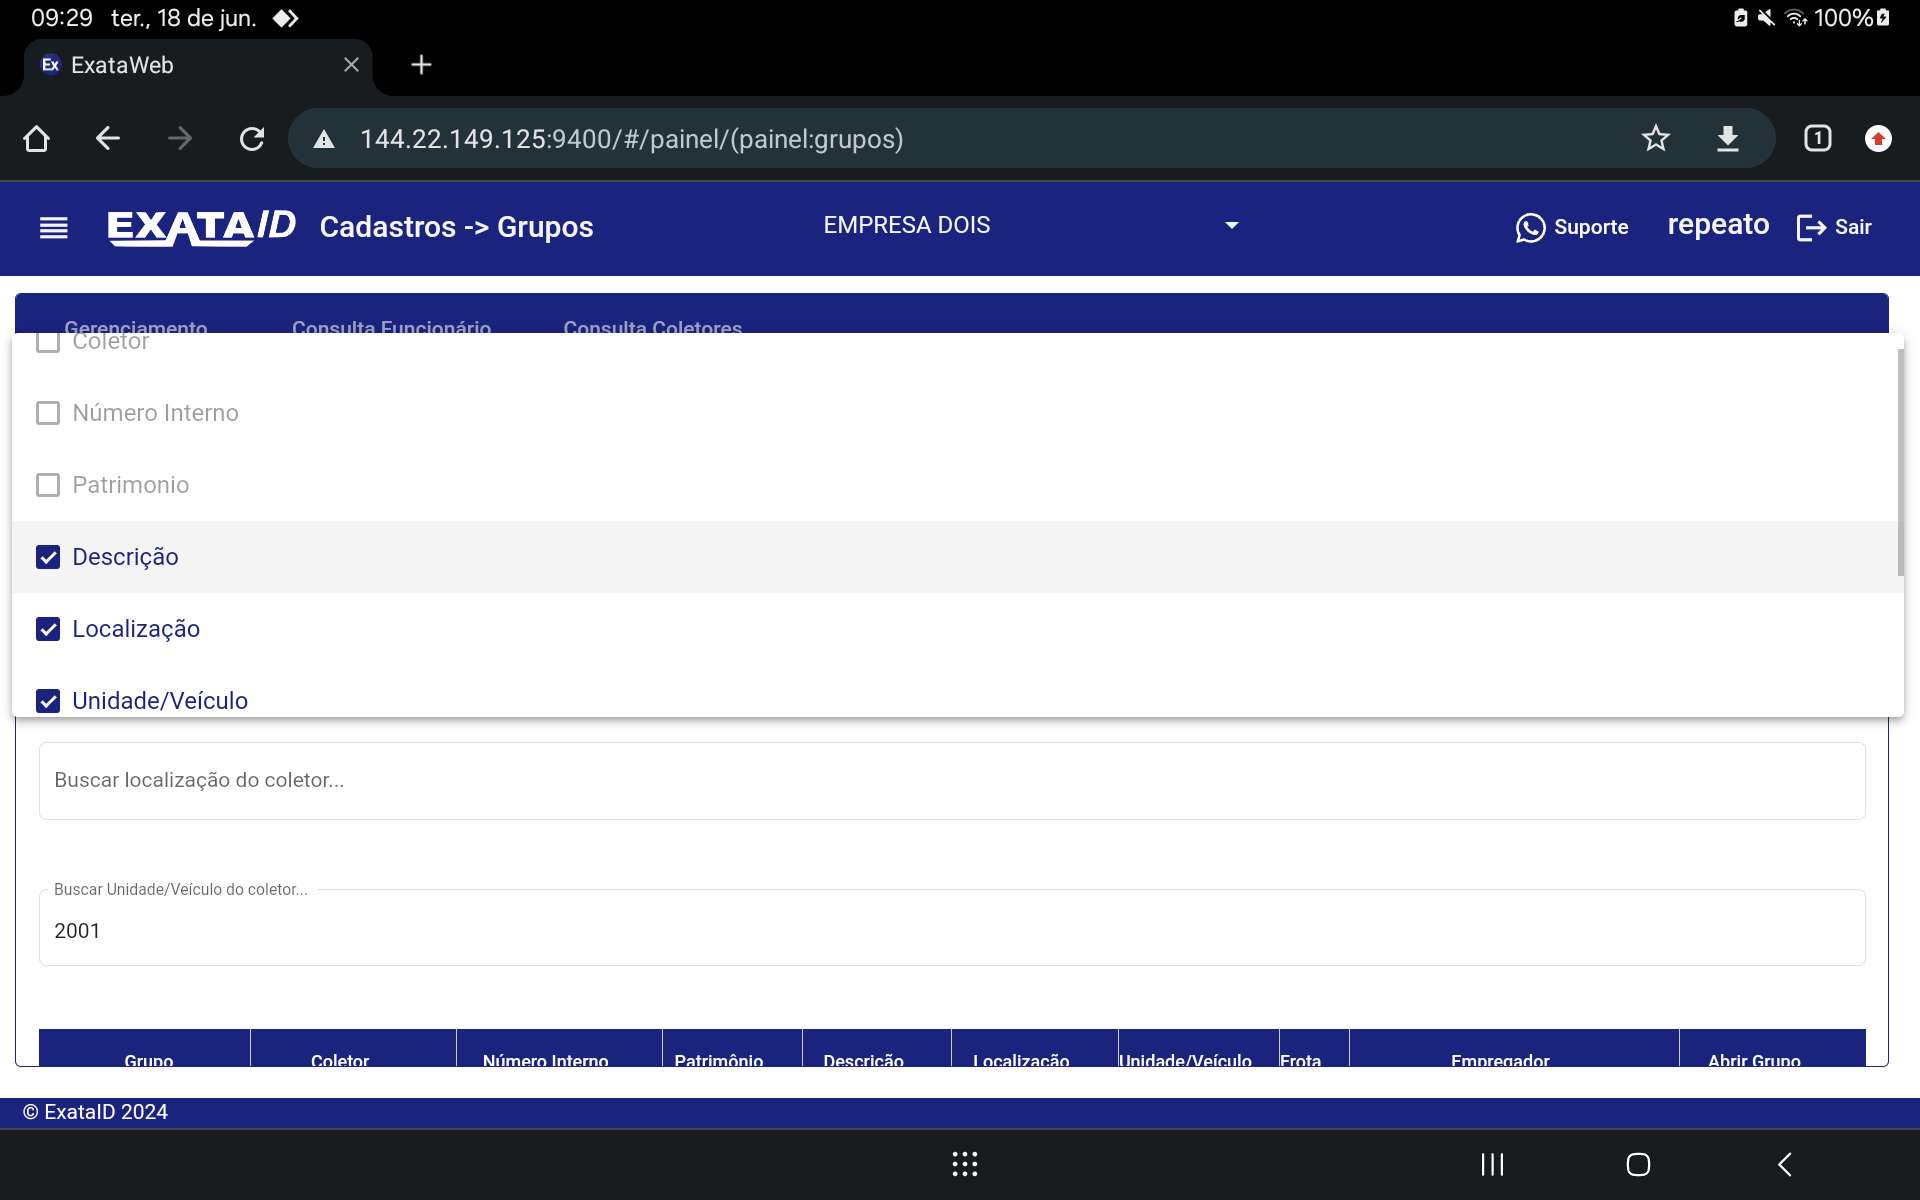 09:29 ter., 18 de jun. 100%
Ex ExataWeb
144.22.149.125:9400/#/painel/(painel:grupos) 1
EXATAID Cadastros -> Grupos EMPRESA DOIS Suporte repeato Sair
Gerenciamento Consulta Funcionário Consulta Coletores
Coletor
Número Interno
Patrimonio
Descrição
Localização
Unidade/Veículo
Buscar localização do coletor...
Buscar Unidade/Veículo do coletor...
2001
Grupo Coletor Número Interno Patrimônio Descrição Localização Unidade/Veículo Frota Empregador Abrir Grupo
© ExataID 2024